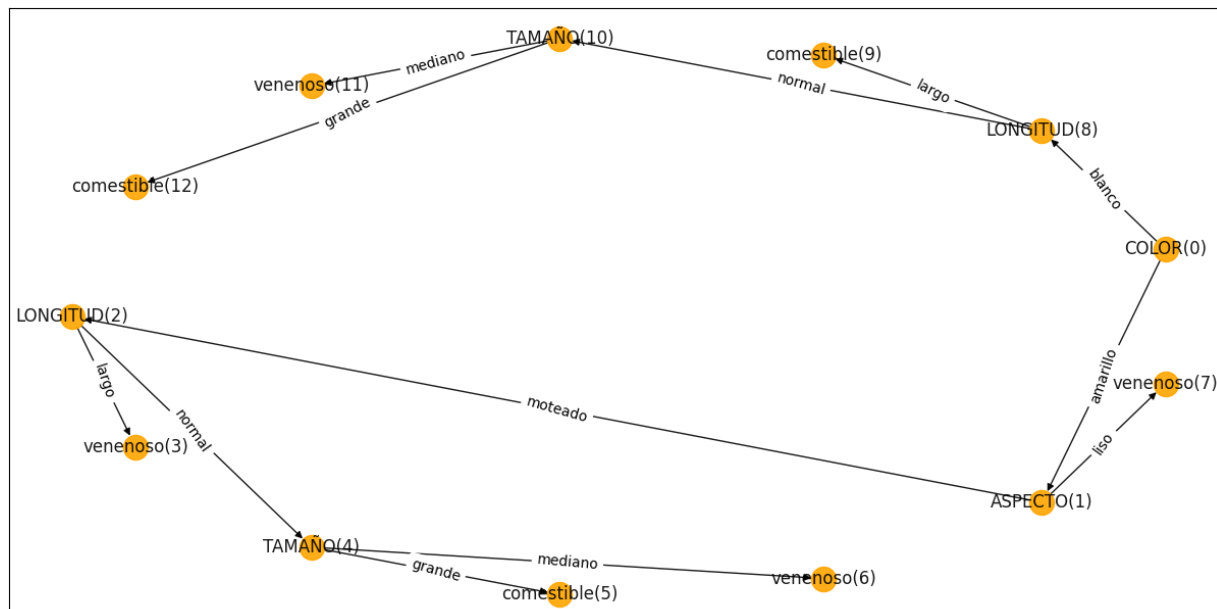 TAMAÑO(10)
comestible(9)
mediano
venenoso(11)
normal
largo
grande
LONGITUD(8)
comestible(12)
blanco
COLOR(0)
LONGITUD(2)
largo
amarillo
venenoso(7)
moteado
normal
venenoso(3)
liso
ASPECTO(1)
TAMAÑO(4)
mediano
grande
venenoso(6)
comestible(5)